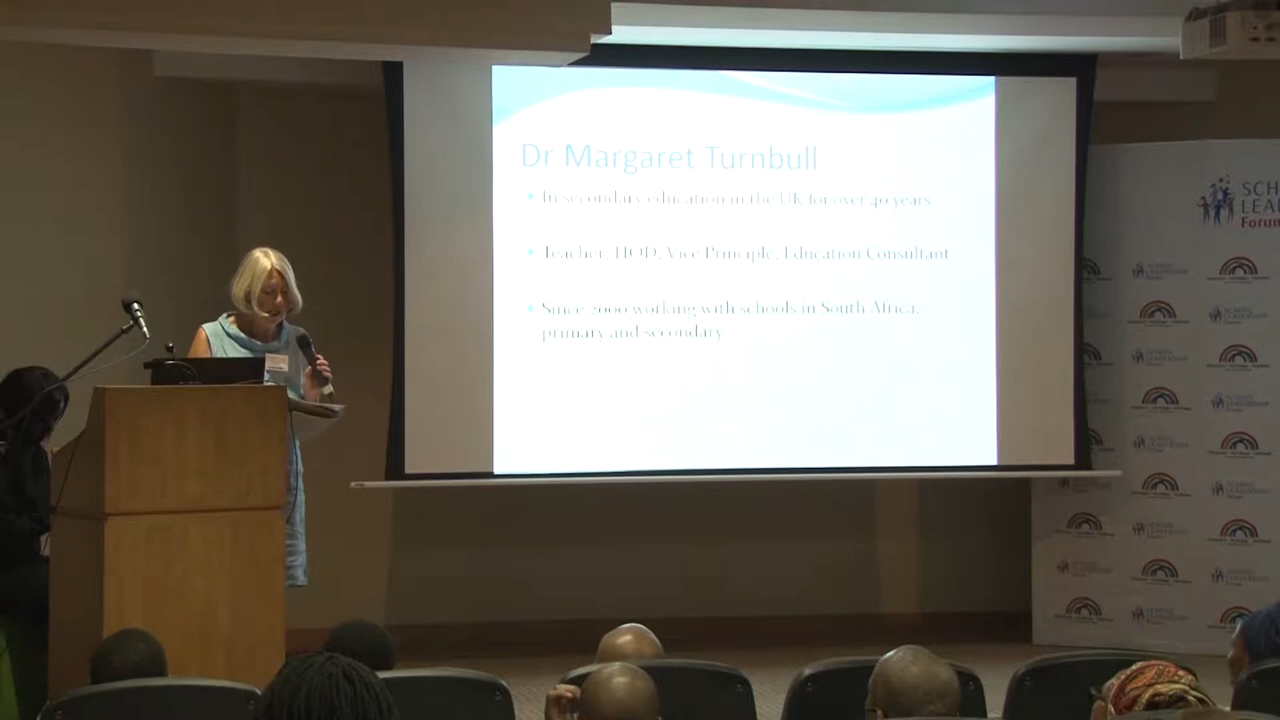 Dr Margaret Turnbull
In secondary education in the UK for over 40 years
Teacher; HOD; Vice Principle; Education Consultant
Since 2000 working with schools in South Africa,
primary and secondary
SCH
LEA
Forum